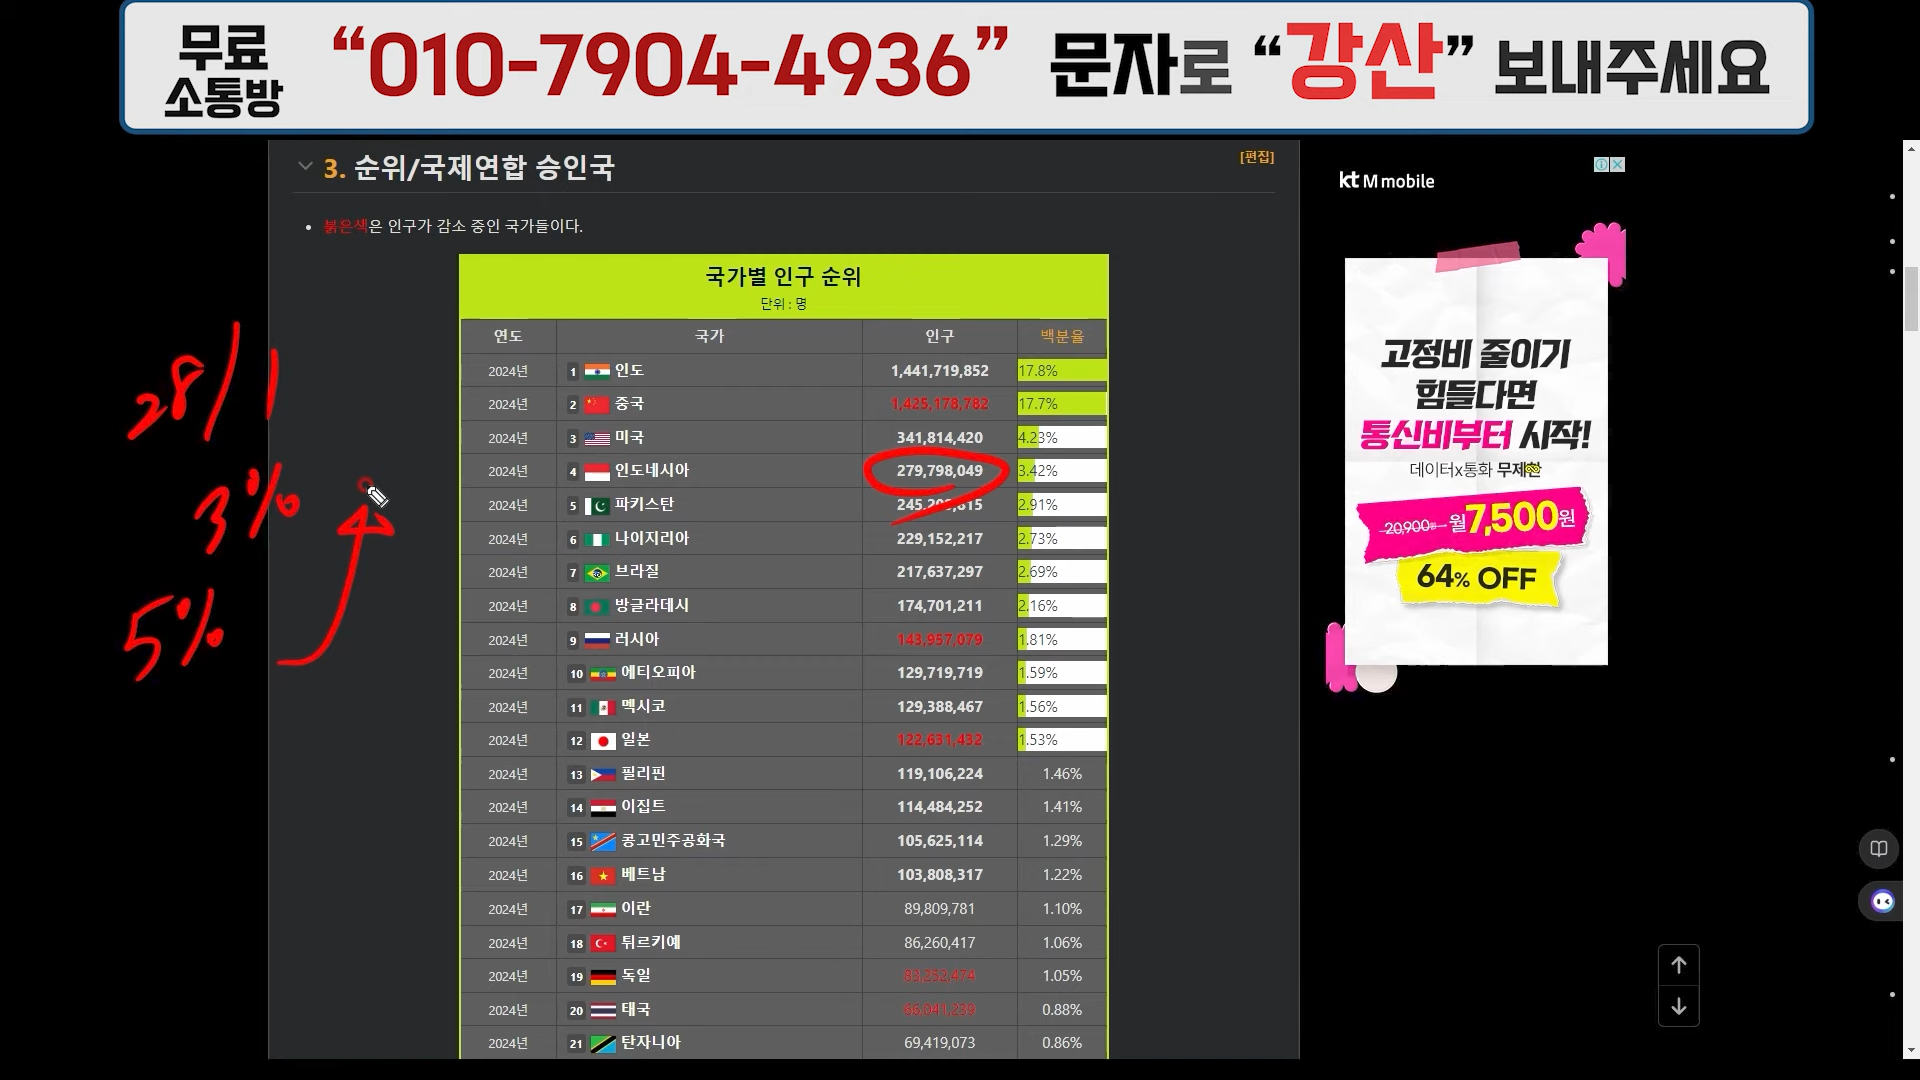 무료
소통방
“010-7904-4936” 문자로 “강산” 보내주세요
3. 순위/국제연합 승인국
[편집]
붉은색은 인구가 감소 중인 국가들이다.
국가별 인구 순위
단위 : 명
연도 국가 인구 백분율
2024년 1 인도 1,441,719,852 17.8%
2024년 2 중국 1,425,178,782 17.7%
2024년 3 미국 341,814,420 4.23%
2024년 4 인도네시아 279,798,049 3.42%
2024년 5 파키스탄 2.91%
2024년 6 나이지리아 229,152,217 2.73%
2024년 7 브라질 217,637,297 2.69%
2024년 8 방글라데시 174,701,211 2.16%
2024년 9 러시아 143,957,079 1.81%
2024년 10 에티오피아 129,719,719 1.59%
2024년 11 멕시코 129,388,467 1.56%
2024년 12 일본 122,631,432 1.53%
2024년 13 필리핀 119,106,224 1.46%
2024년 14 이집트 114,484,252 1.41%
2024년 15 콩고민주공화국 105,625,114 1.29%
2024년 16 베트남 103,808,317 1.22%
2024년 17 이란 89,809,781 1.10%
2024년 18 튀르키예 86,260,417 1.06%
2024년 19 독일 83,252,474 1.05%
2024년 20 태국 0.88%
2024년 21 탄자니아 69,419,073 0.86%
28/1
3%
5%
kt M mobile
고정비 줄이기
힘들다면
통신비부터 시작!
데이터x통화 무제한
20,900원 월7,500원
64% OFF